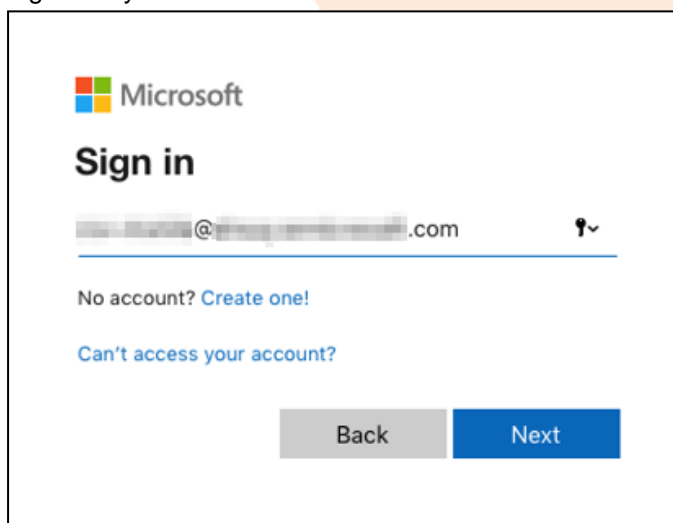 Microsoft
Sign in
@ .com
No account? Create one!
Can't access your account?
Back
Next